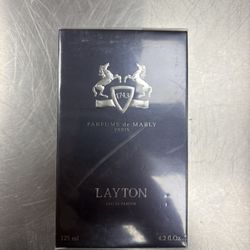 1743
PARFUMS de MARLY
PARIS
LAYTON
EAU DE PARFUM
125 ml 4.2 fl.oz